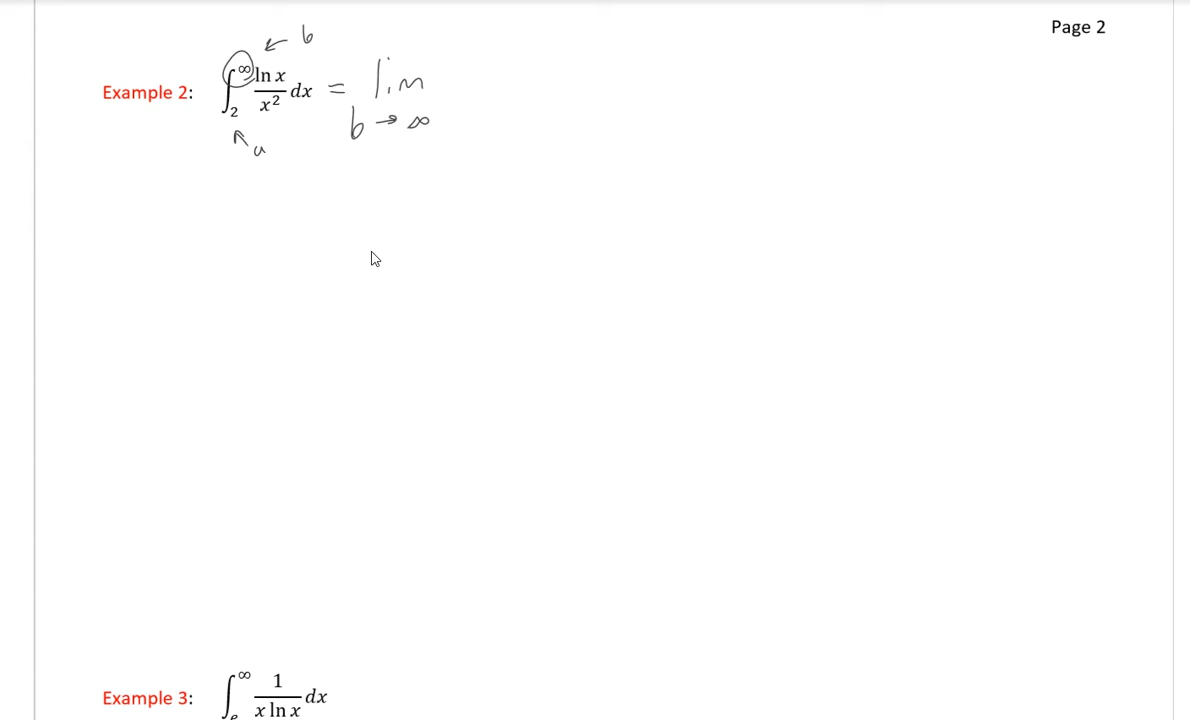 Page 2
← b
Example 2: ∫₂^∞ ln x / x² dx = lim
b → ∞
↖ a
Example 3: ∫ₑ^∞ 1 / (x ln x) dx